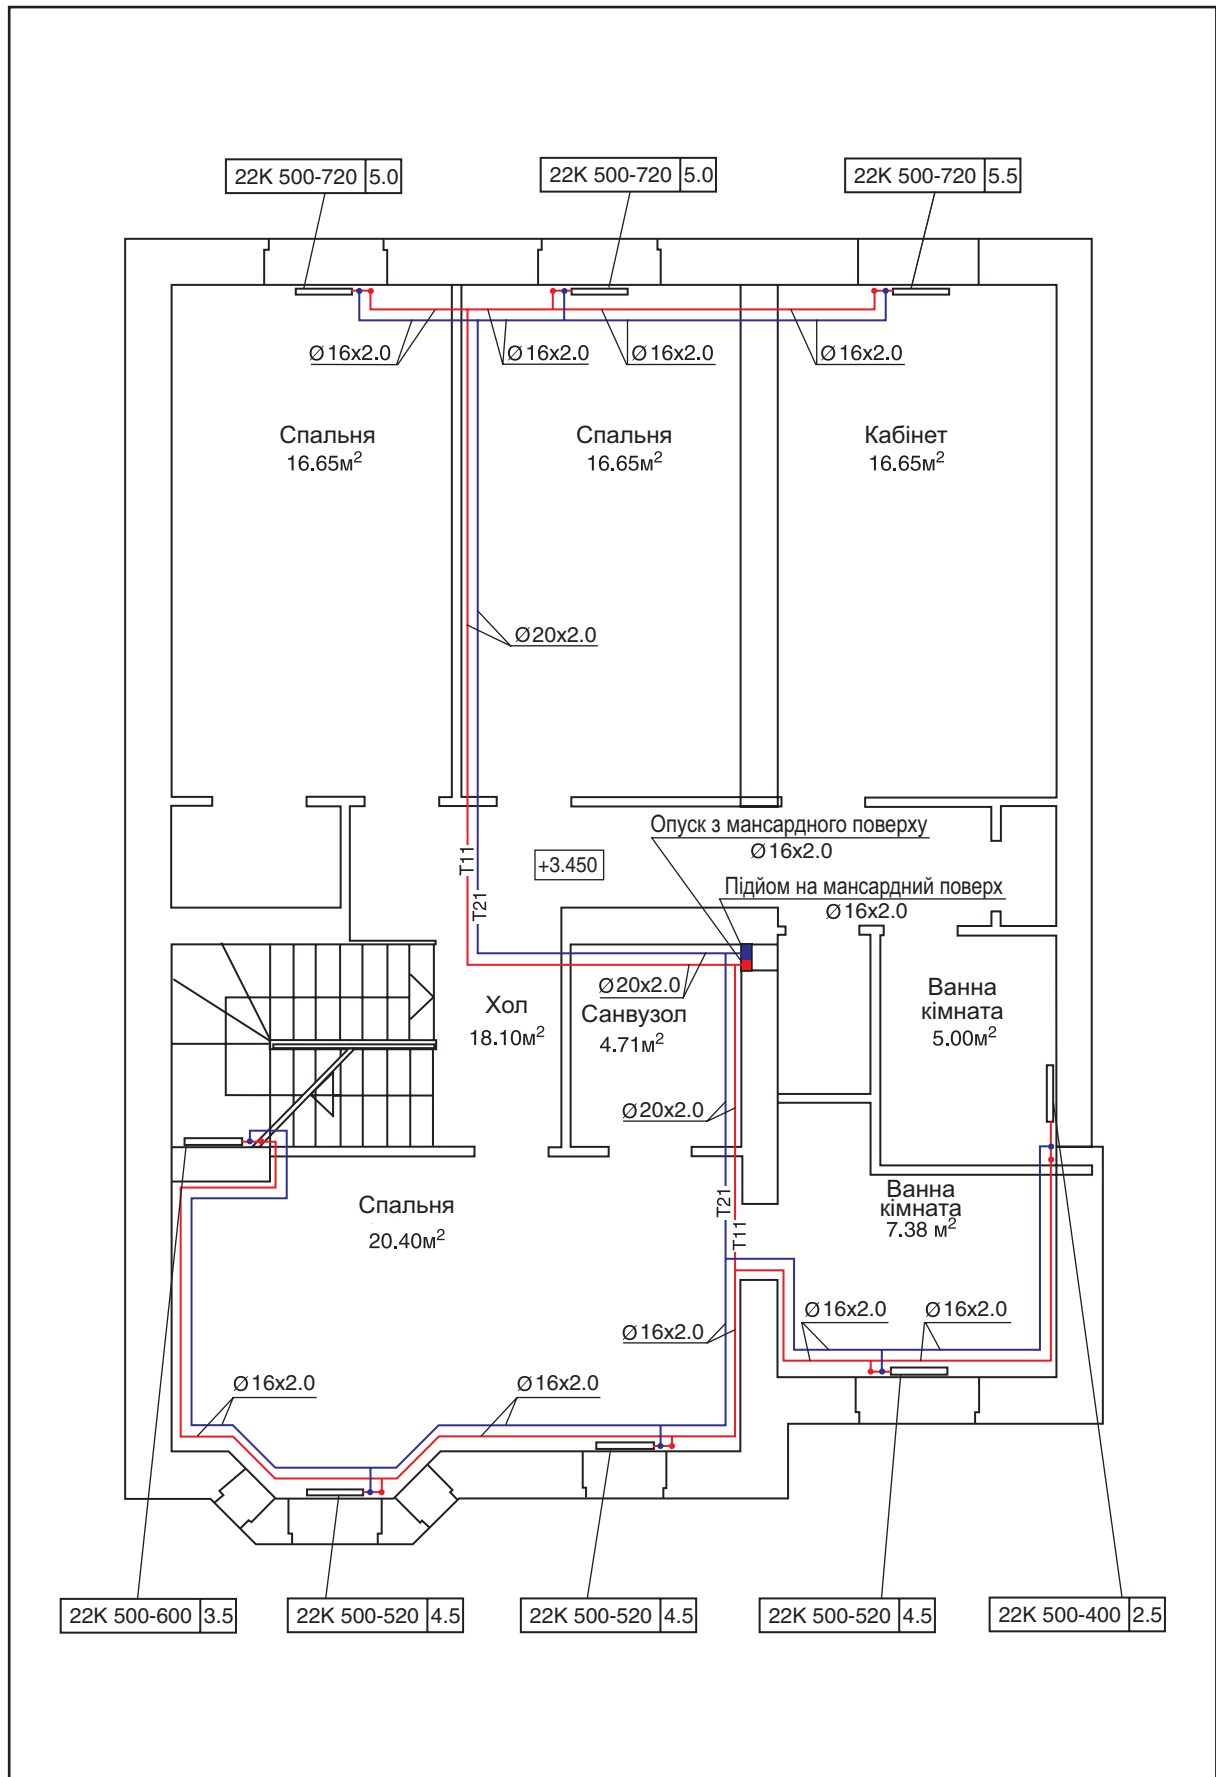 22K 500-720 5.0
22K 500-720 5.0
22K 500-720 5.5
Ø16x2.0
Ø16x2.0
Ø16x2.0
Ø16x2.0
Спальня
16.65м²
Спальня
16.65м²
Кабінет
16.65м²
Ø20x2.0
Опуск з мансардного поверху
Ø16x2.0
T11
+3.450
T21
Підйом на мансардний поверх
Ø16x2.0
Ø20x2.0
Хол
18.10м²
Санвузол
4.71м²
Ванна
кімната
5.00м²
Ø20x2.0
Спальня
20.40м²
T21
T11
Ванна
кімната
7.38 м²
Ø16x2.0
Ø16x2.0
Ø16x2.0
Ø16x2.0
Ø16x2.0
22K 500-600 3.5
22K 500-520 4.5
22K 500-520 4.5
22K 500-520 4.5
22K 500-400 2.5